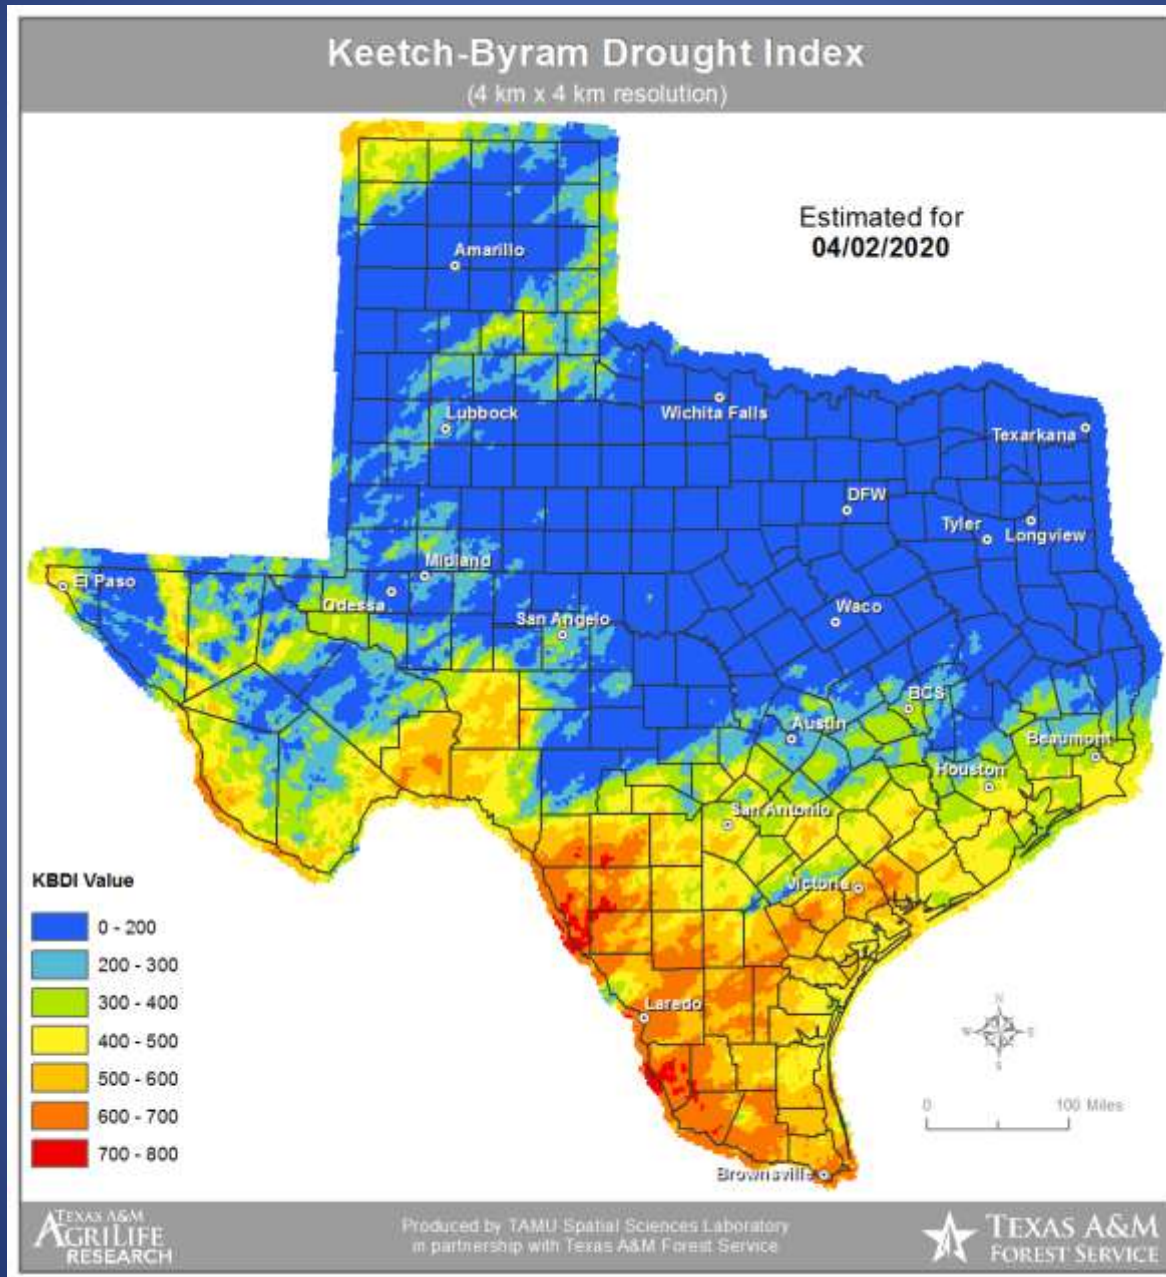 Keetch-Byram Drought Index
(4 km x 4 km resolution)
Estimated for
04/02/2020
Amarillo
Lubbock
Wichita Falls
Texarkana
DFW
Tyler
Longview
Midland
El Paso
Odessa
San Angelo
Waco
BCS
Austin
Beaumont
Houston
San Antonio
Victoria
Laredo
Brownsville
KBDI Value
0 - 200
200 - 300
300 - 400
400 - 500
500 - 600
600 - 700
700 - 800
N
W
S
0 100 Miles
TEXAS A&M
AGRILIFE
RESEARCH
Produced by TAMU Spatial Sciences Laboratory
in partnership with Texas A&M Forest Service
TEXAS A&M
FOREST SERVICE